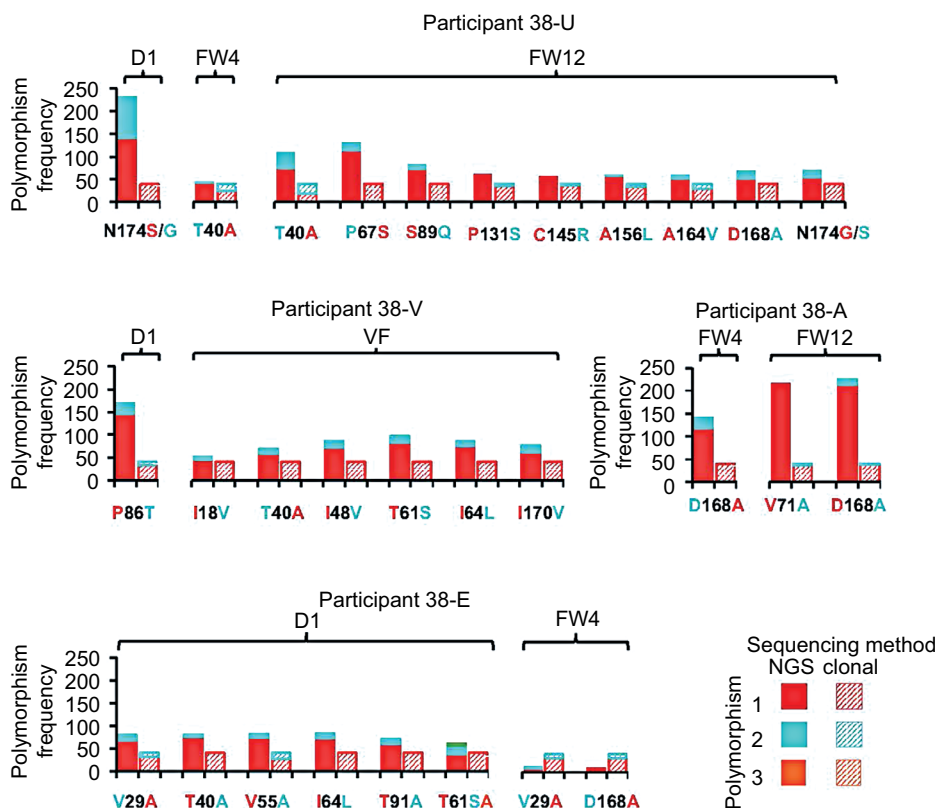 Participant 38-U
D1 FW4 FW12
Polymorphism frequency
250
200
150
100
50
0
N174S/G T40A T40A P67S S89Q P131S C145R A156L A164V D168A N174G/S
Participant 38-V
D1 VF
Polymorphism frequency
250
200
150
100
50
0
P86T I18V T40A I48V T61S I64L I170V
Participant 38-A
FW4 FW12
Polymorphism frequency
250
200
150
100
50
0
D168A V71A D168A
Participant 38-E
D1 FW4
Polymorphism frequency
250
200
150
100
50
0
V29A T40A V55A I64L T91A T61SA V29A D168A
Sequencing method
NGS clonal
Polymorphism
1
2
3